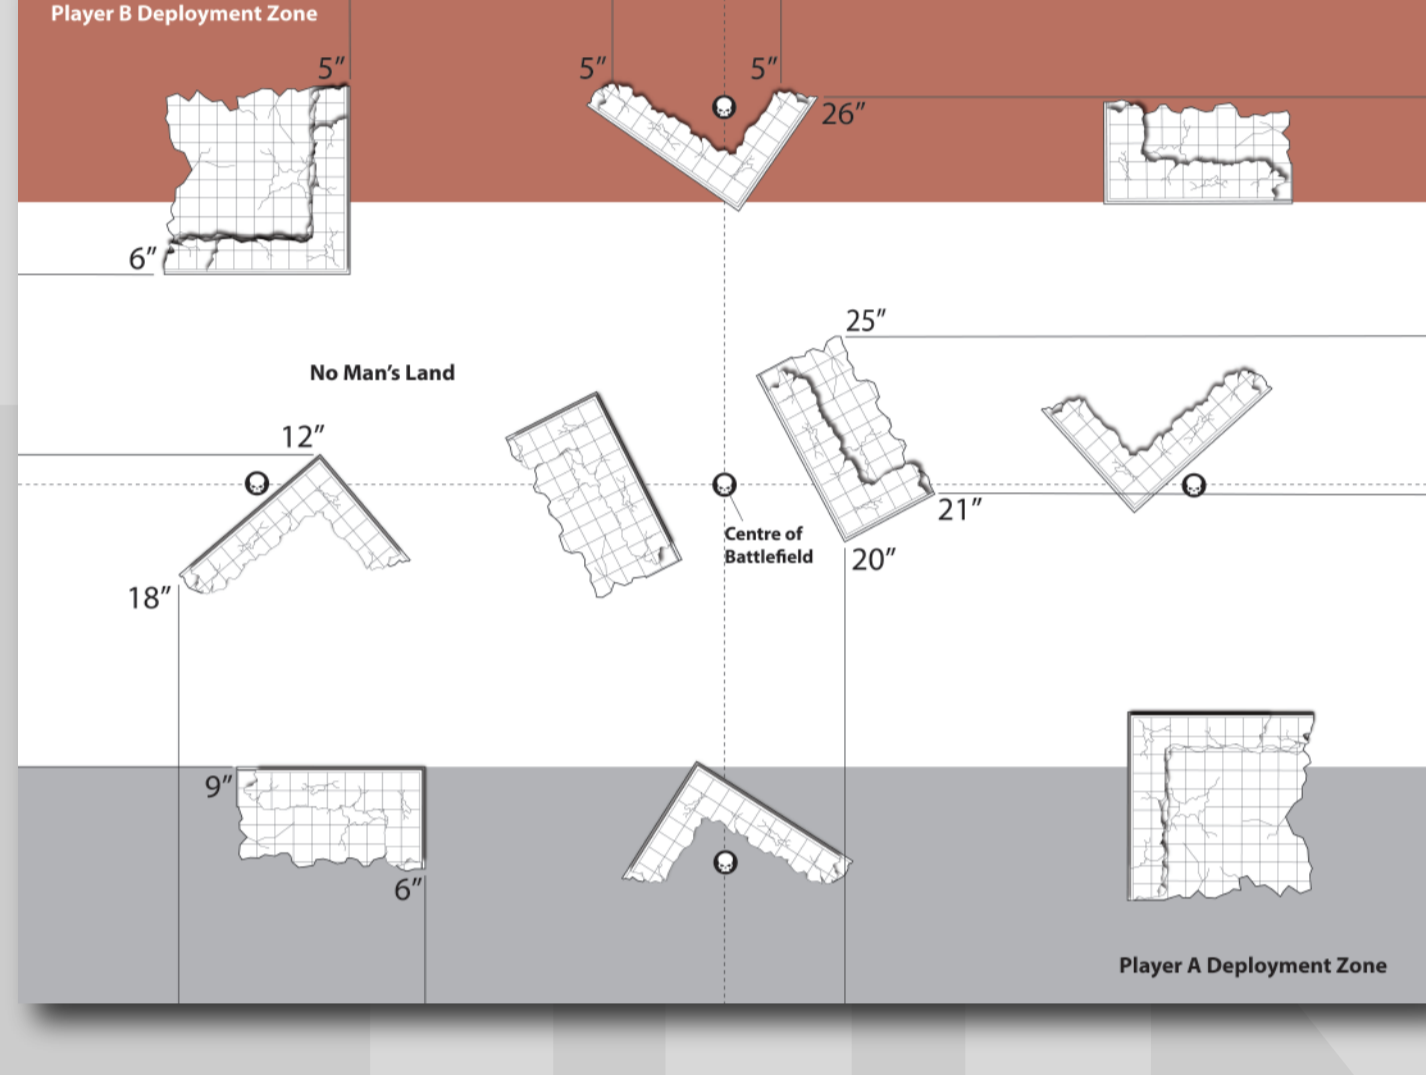 Player B Deployment Zone
5”
5”
5”
26”
6”
25”
No Man’s Land
12”
21”
Centre of
Battlefield
20”
18”
9”
6”
Player A Deployment Zone